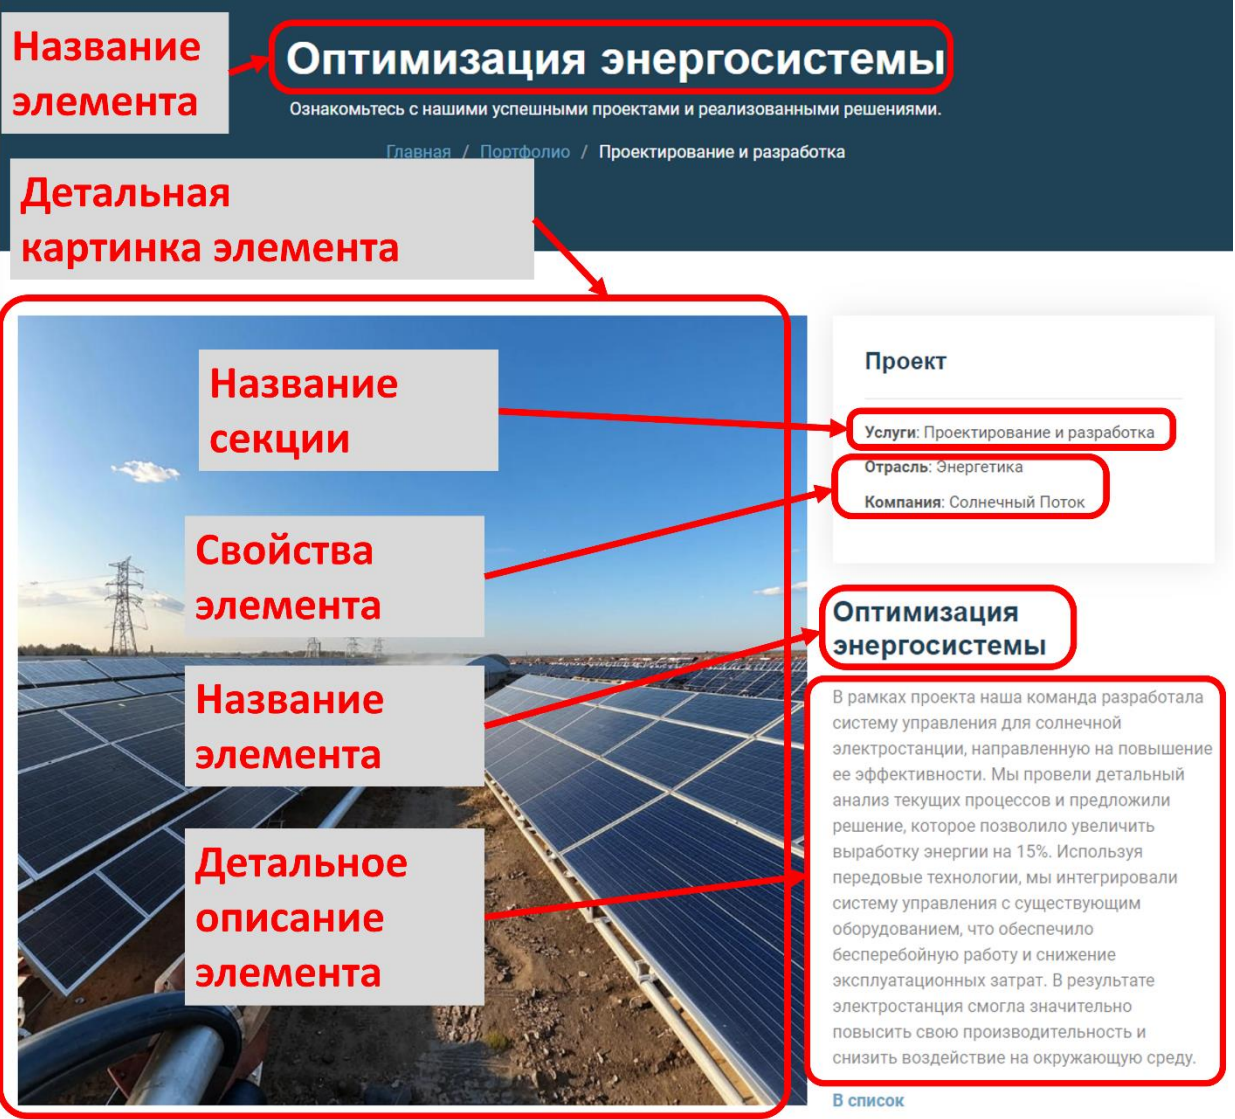 Название
элемента
Оптимизация энергосистемы
Ознакомьтесь с нашими успешными проектами и реализованными решениями.
Главная / Портфолио / Проектирование и разработка
Детальная
картинка элемента
Название
секции
Свойства
элемента
Название
элемента
Детальное
описание
элемента
Проект
Услуги: Проектирование и разработка
Отрасль: Энергетика
Компания: Солнечный Поток
Оптимизация
энергосистемы
В рамках проекта наша команда разработала
систему управления для солнечной
электростанции, направленную на повышение
ее эффективности. Мы провели детальный
анализ текущих процессов и предложили
решение, которое позволило увеличить
выработку энергии на 15%. Используя
передовые технологии, мы интегрировали
систему управления с существующим
оборудованием, что обеспечило
бесперебойную работу и снижение
эксплуатационных затрат. В результате
электростанция смогла значительно
повысить свою производительность и
снизить воздействие на окружающую среду.
В список